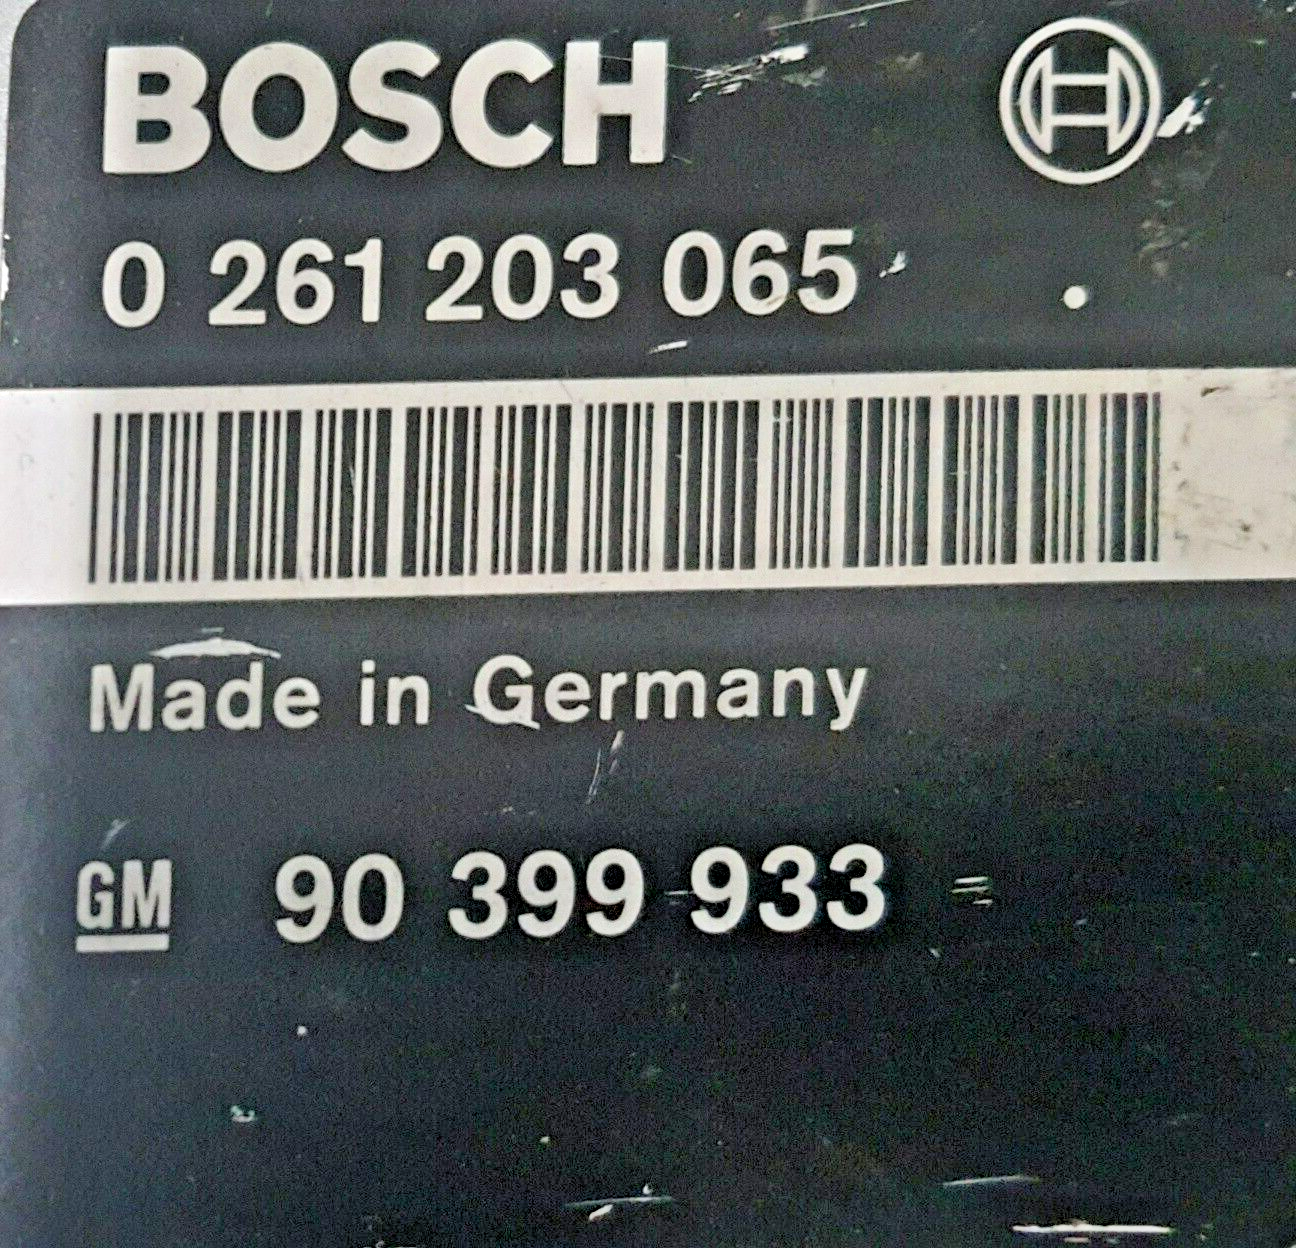 BOSCH
0 261 203 065
Made in Germany
GM 90 399 933